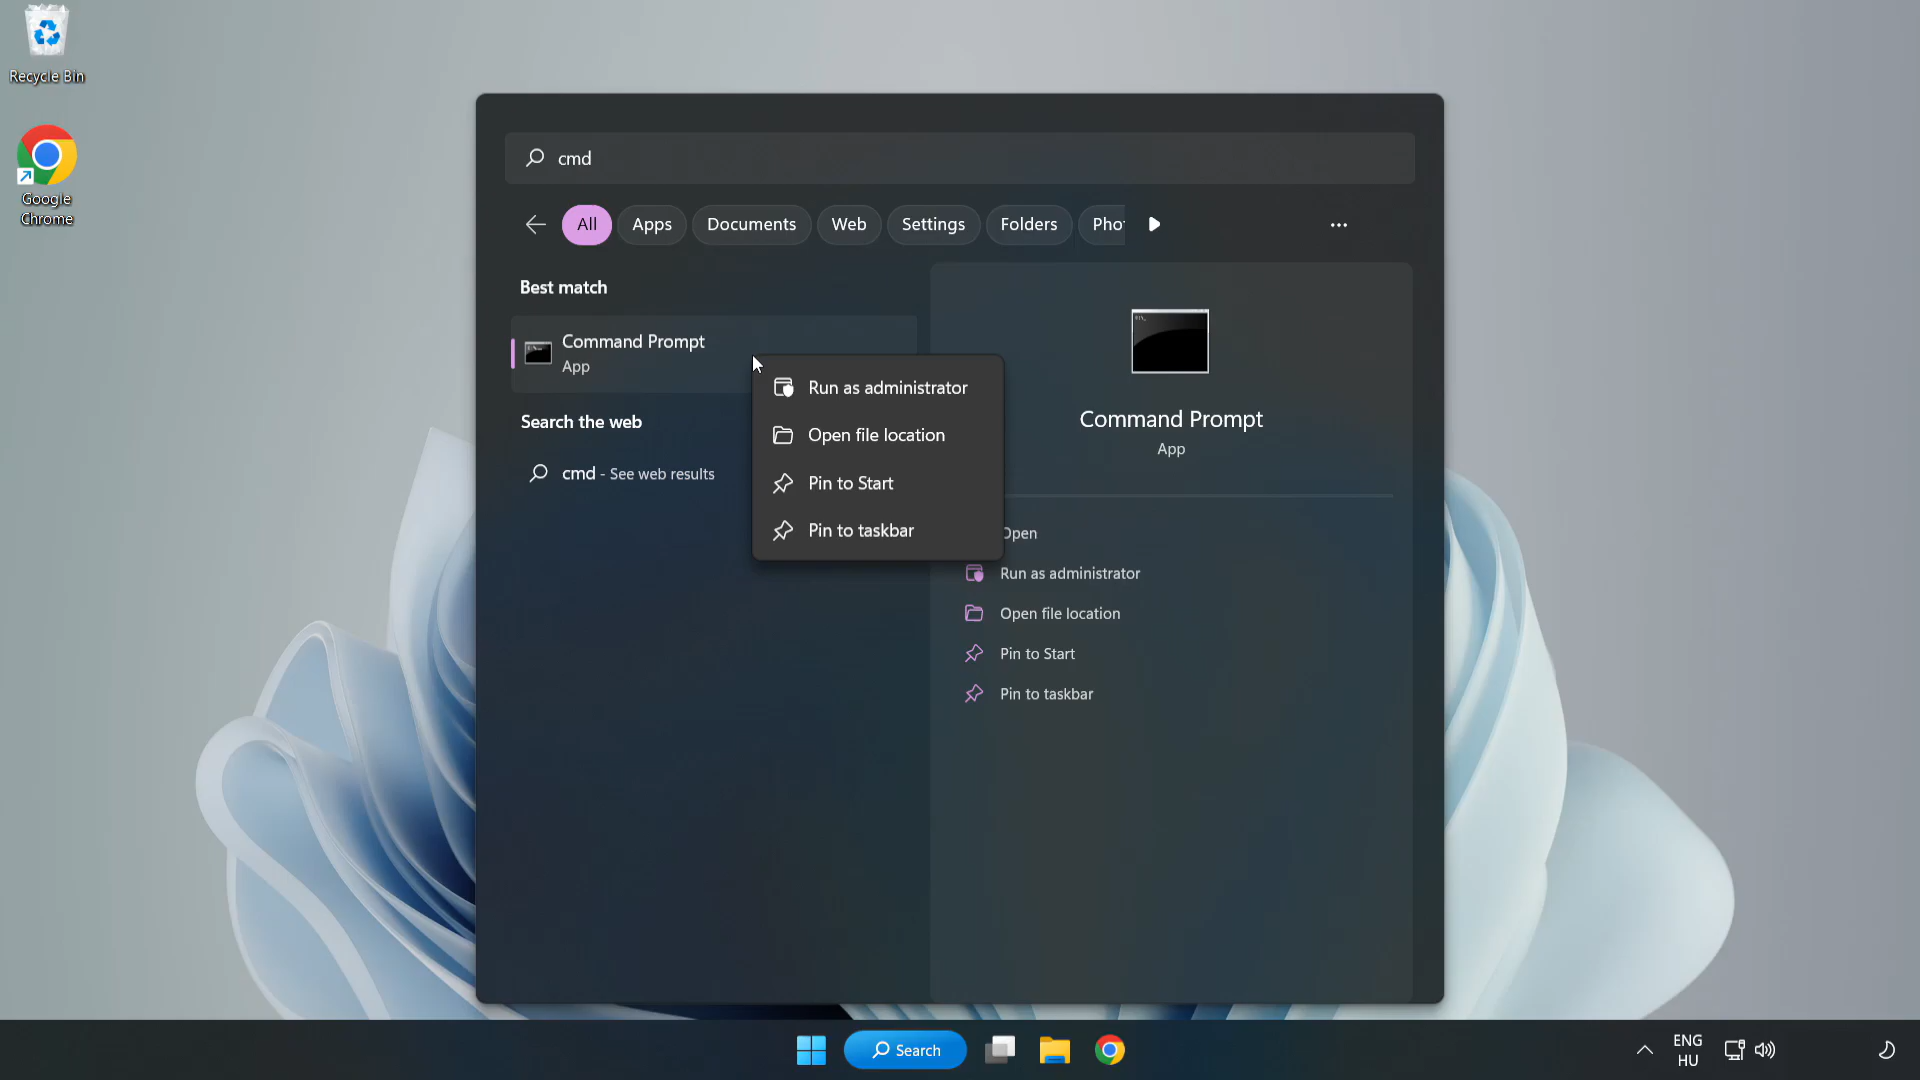 Recycle Bin
Google
Chrome
cmd
All
Apps
Documents
Web
Settings
Folders
Pho
Best match
Command Prompt
App
Search the web
cmd - See web results
Run as administrator
Open file location
Pin to Start
Pin to taskbar
Command Prompt
App
Open
Run as administrator
Open file location
Pin to Start
Pin to taskbar
Search
ENG
HU